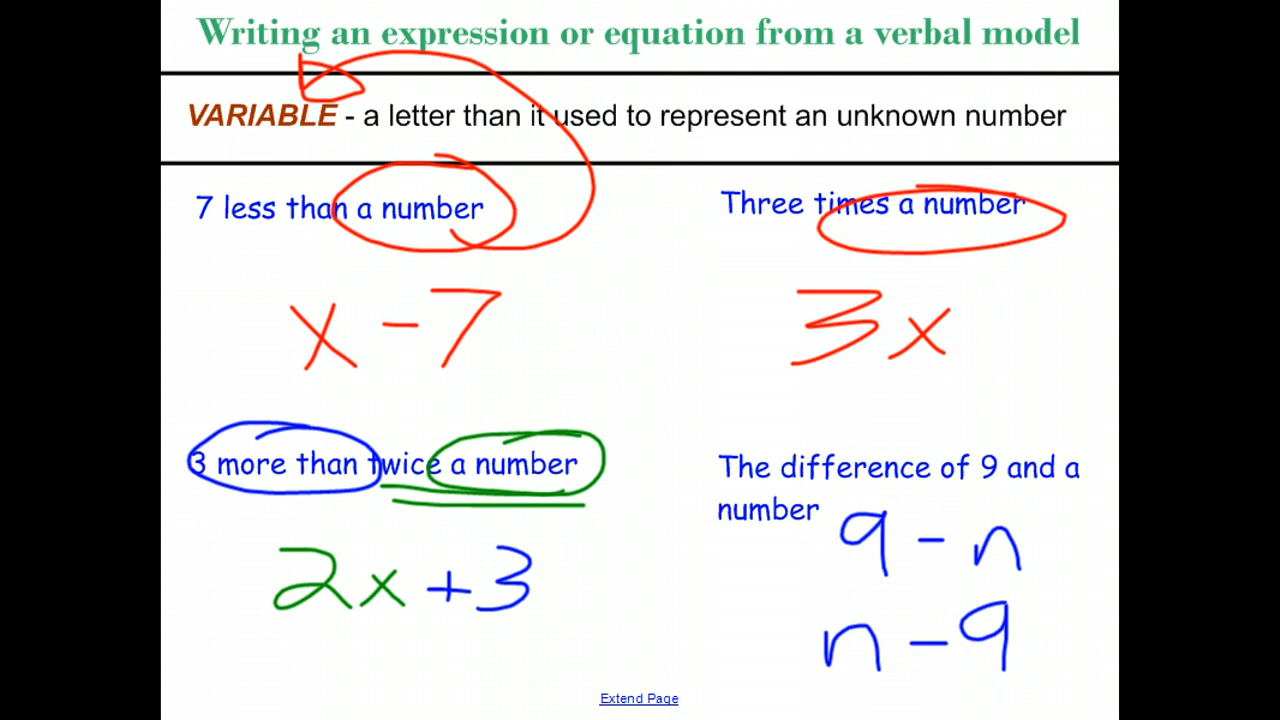 Writing an expression or equation from a verbal model
VARIABLE - a letter than it used to represent an unknown number
7 less than a number
x - 7
Three times a number
3x
3 more than twice a number
2x + 3
The difference of 9 and a
number
9 - n
n - 9
Extend Page